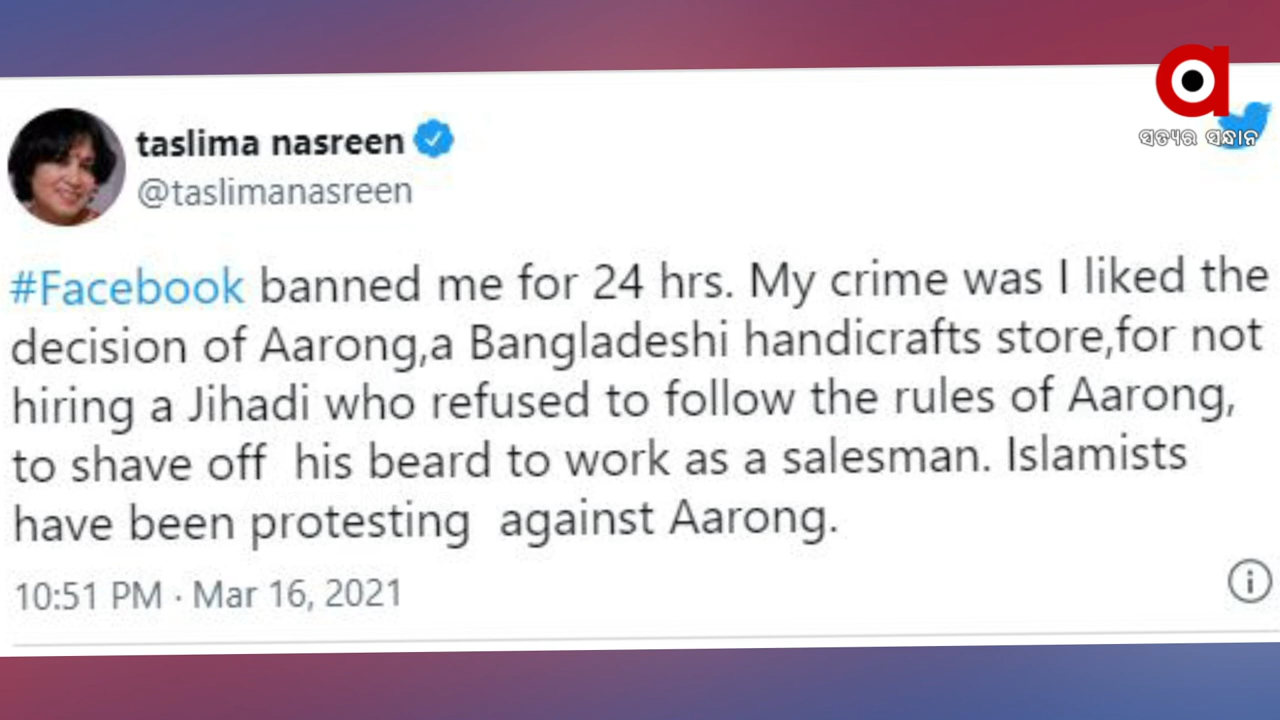 ସତ୍ୟର ସନ୍ଧାନ
taslima nasreen
@taslimanasreen
#Facebook banned me for 24 hrs. My crime was I liked the
decision of Aarong,a Bangladeshi handicrafts store,for not
hiring a Jihadi who refused to follow the rules of Aarong,
to shave off  his beard to work as a salesman. Islamists
have been protesting  against Aarong.
10:51 PM · Mar 16, 2021